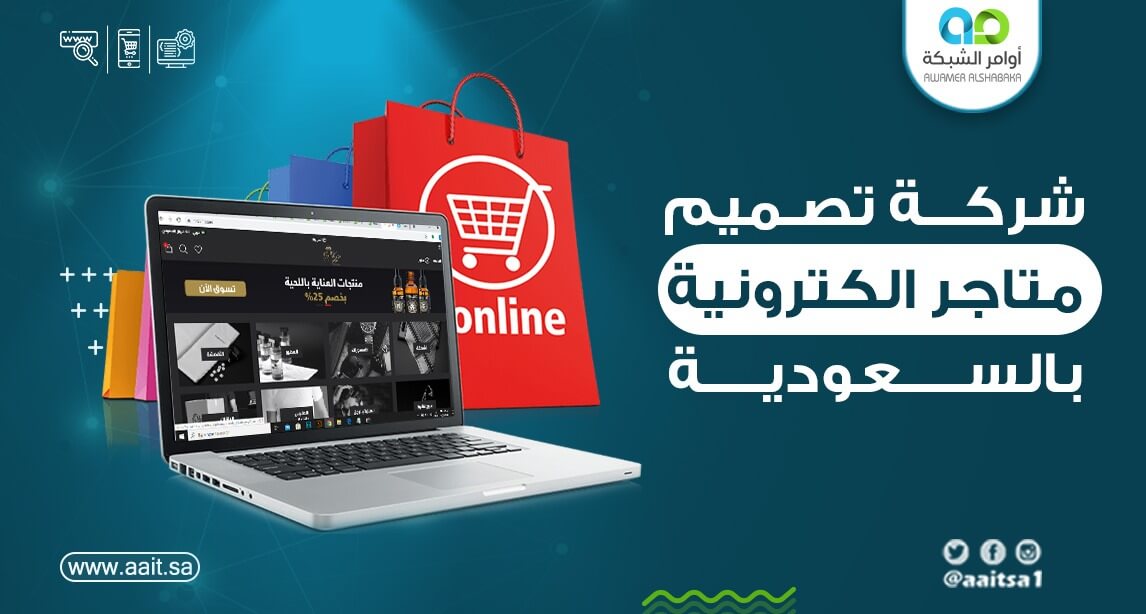 www
أوامر الشبكة
AWAMER ALSHABAKA
شركة تصميم
متاجر الكترونية
بالسعودية
online
منتجات العناية باللحية
بخصم 25%
تسوق الآن
www.aait.sa
@aaitsa1